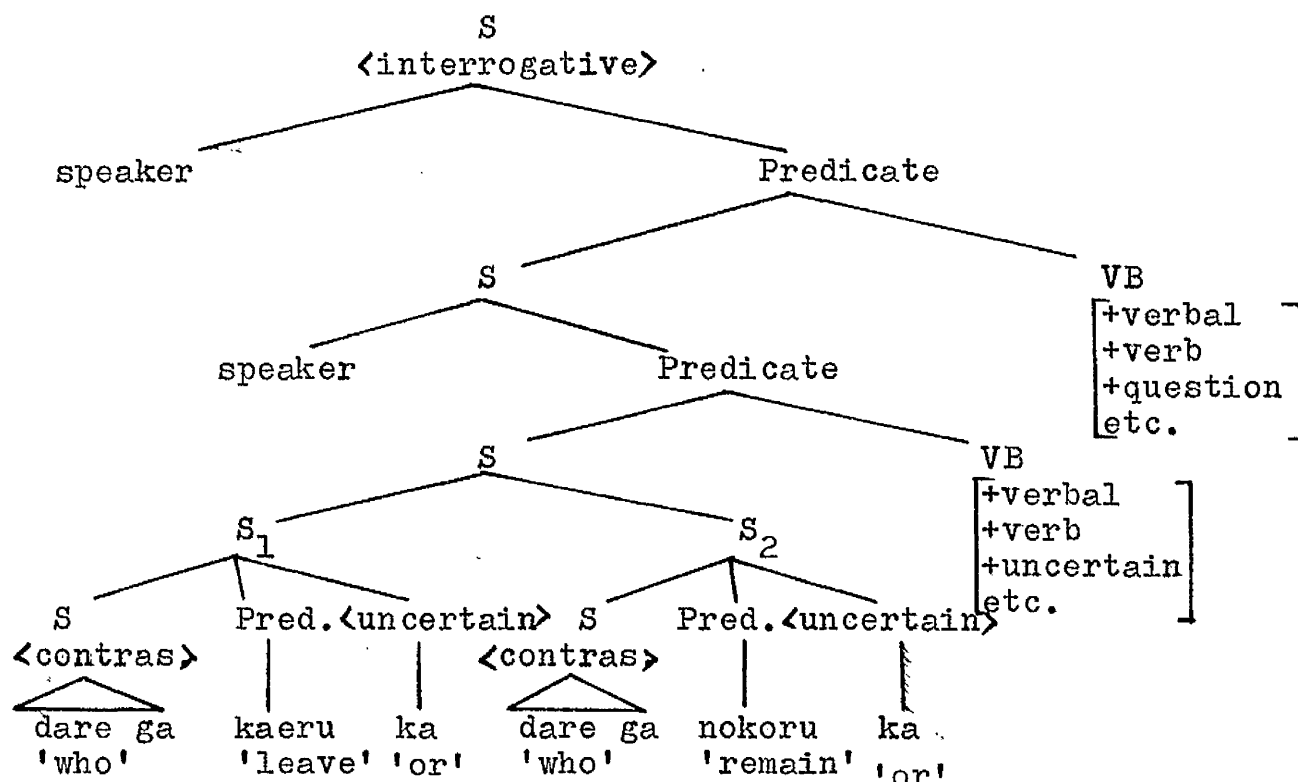 S
<interrogative>
speaker Predicate
S VB
+verbal
+verb
+question
etc.
speaker Predicate
S VB
+verbal
+verb
+uncertain
etc.
S1 S2
S Pred. <uncertain> S Pred. <uncertain>
<contras> <contras>
dare ga kaeru ka dare ga nokoru ka
'who' 'leave' 'or' 'who' 'remain' 'or'